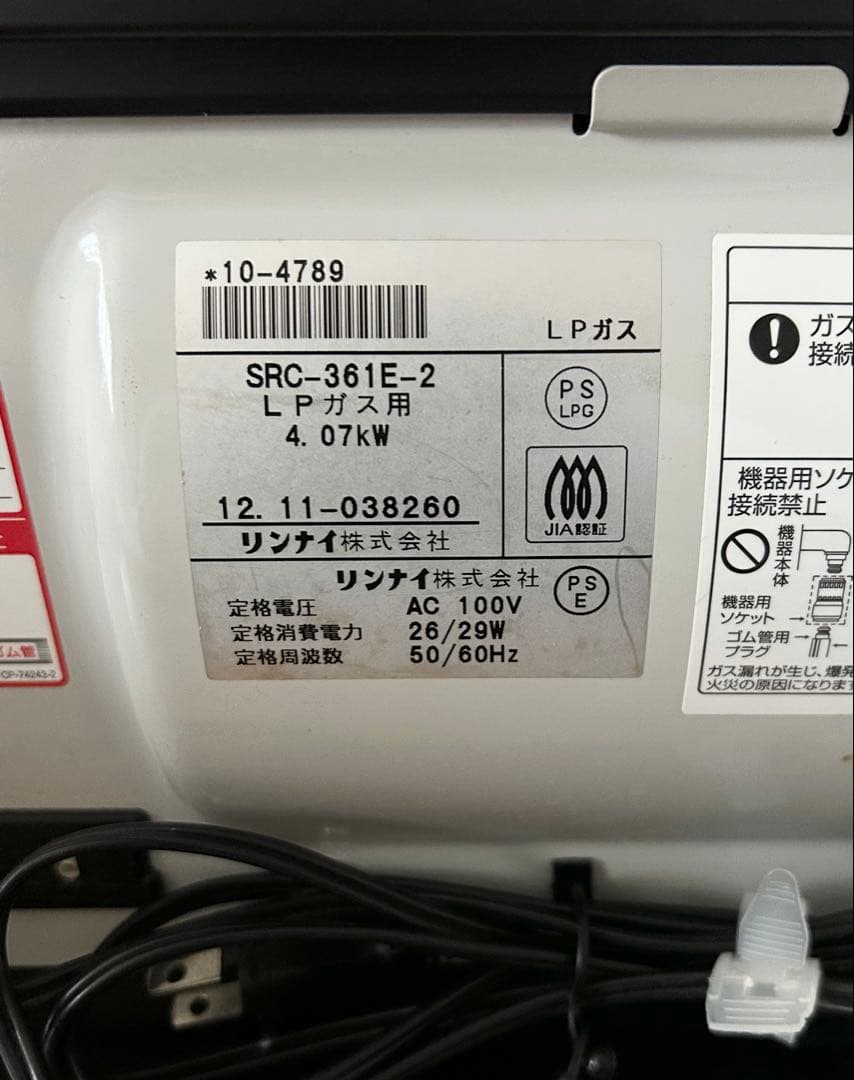 *10-4789
LPガス
SRC-361E-2
LPガス用
4.07kW
PS
LPG
JIA認証
12.11-038260
リンナイ株式会社
リンナイ株式会社
PS
E
定格電圧 AC 100V
定格消費電力 26/29W
定格周波数 50/60Hz
ゴム管
CP-74243-2
ガス
接続
機器用ソケ
接続禁止
機器本体
機器用
ソケット
ゴム管用
プラグ
ガス漏れが生じ、爆発
火災の原因になります